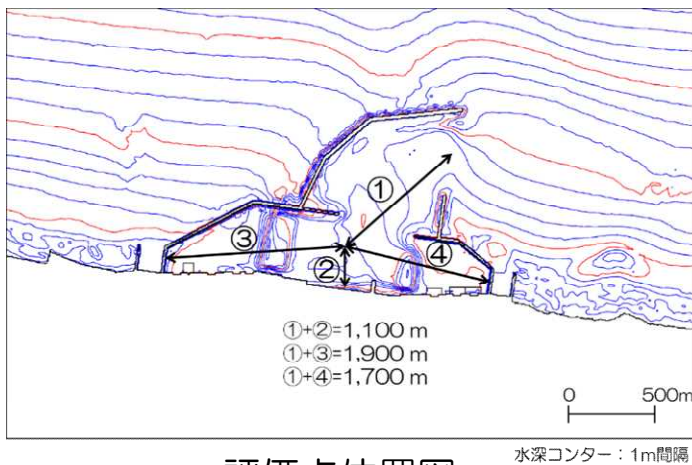 ①
③
④
②
①+②=1,100 m
①+③=1,900 m
①+④=1,700 m
0 500m
水深コンター：1m間隔